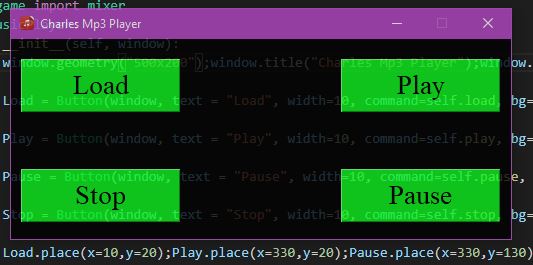 game import mixer
Charles Mp3 Player
__init__(self, window):
window.geometry("500x200");window.title("Charles Mp3 Player");window.
Load
Play
Load = Button(window, text = "Load", width=10, command=self.load, bg=
Play = Button(window, text = "Play", width=10, command=self.play, bg=
Pause = Button(window, text = "Pause", width=10, command=self.pause,
Stop
Pause
Stop = Button(window, text = "Stop", width=10, command=self.stop, bg=
Load.place(x=10,y=20);Play.place(x=330,y=20);Pause.place(x=330,y=130)